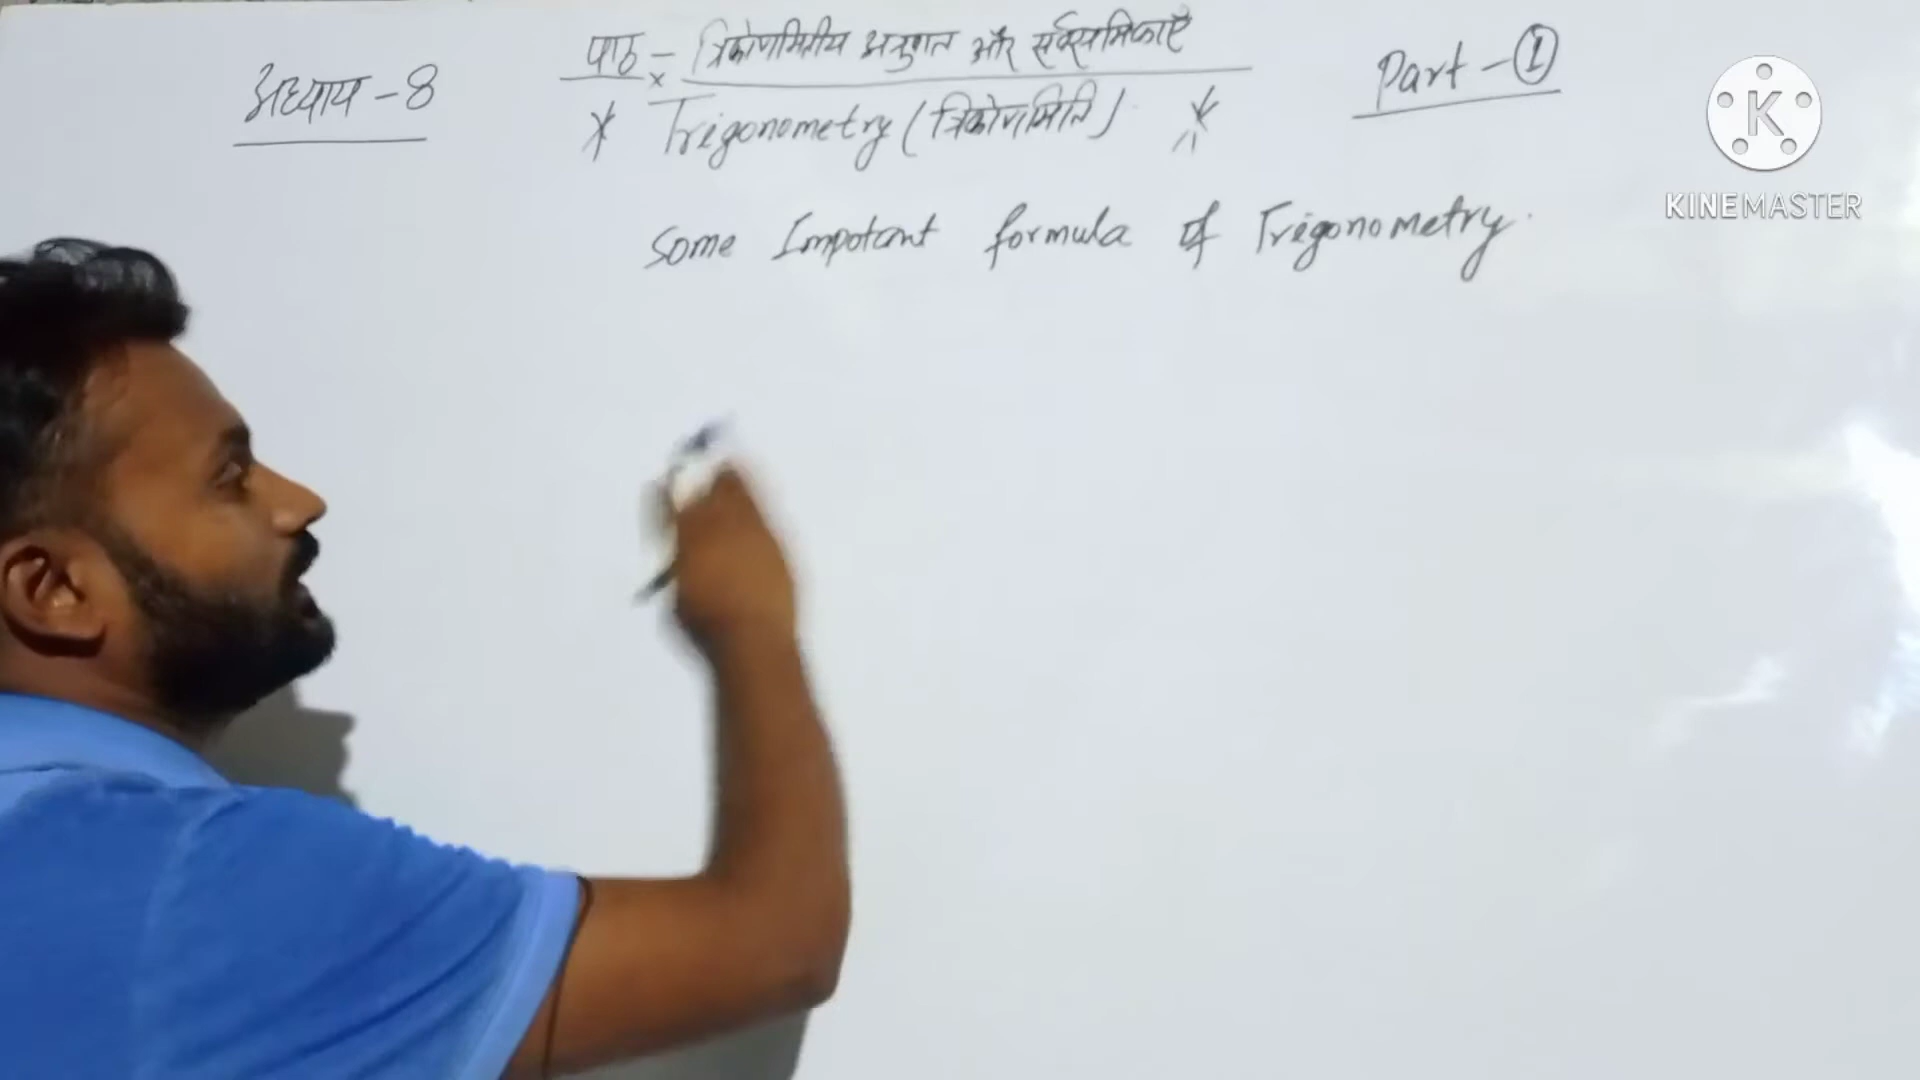 पाठ - त्रिकोणमितीय अनुपात और सर्वसमिकाएँ
अध्याय - 8
Part - ①
* Trigonometry (त्रिकोणमिति) *
Some Impotant formula of Trigonometry.
K
KINEMASTER